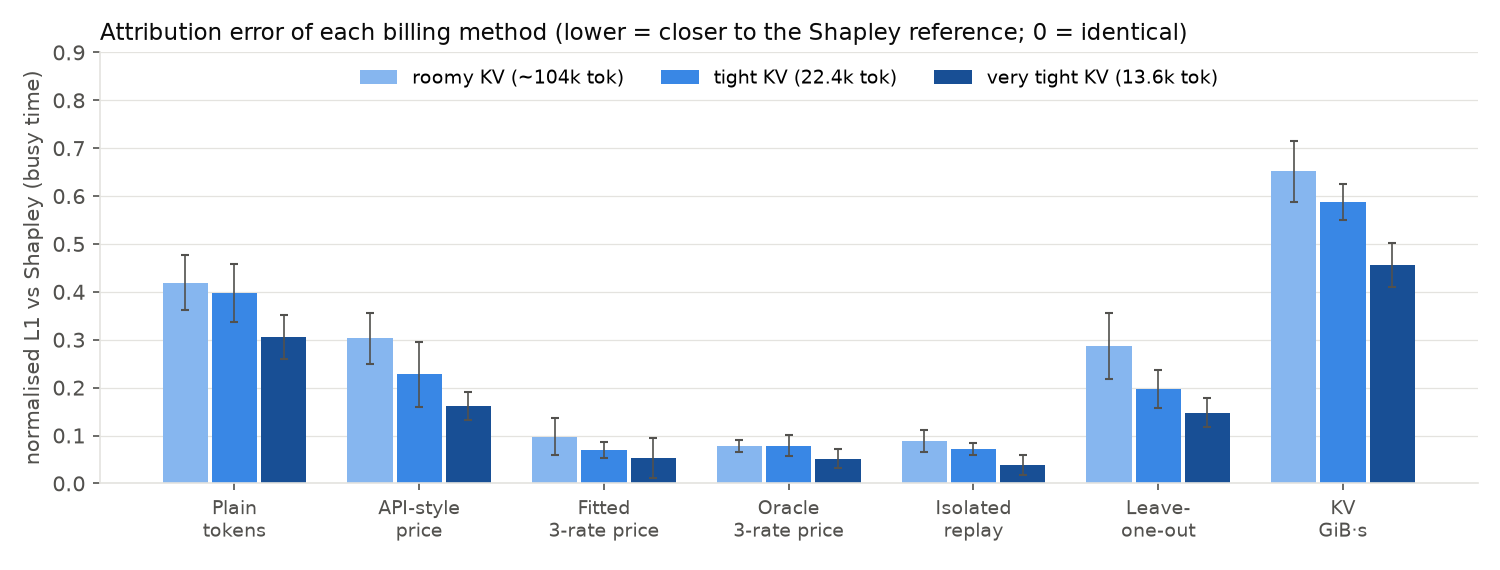 Attribution error of each billing method (lower = closer to the Shapley reference; 0 = identical)
roomy KV (~104k tok)
tight KV (22.4k tok)
very tight KV (13.6k tok)
normalised L1 vs Shapley (busy time)
0.9
0.8
0.7
0.6
0.5
0.4
0.3
0.2
0.1
0.0
Plain
tokens
API-style
price
Fitted
3-rate price
Oracle
3-rate price
Isolated
replay
Leave-
one-out
KV
GiB·s